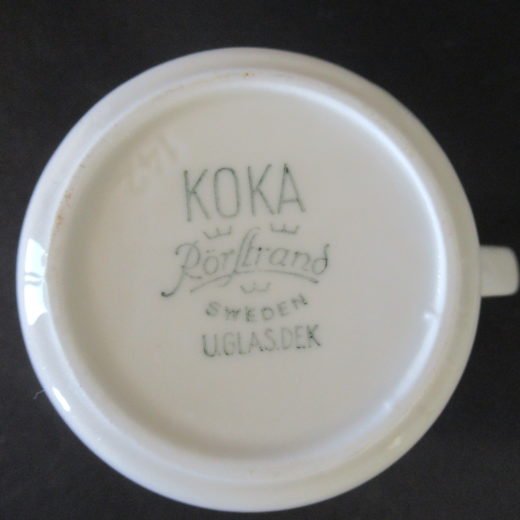 KOKA
Rörstrand
SWEDEN
U.GLAS.DEK